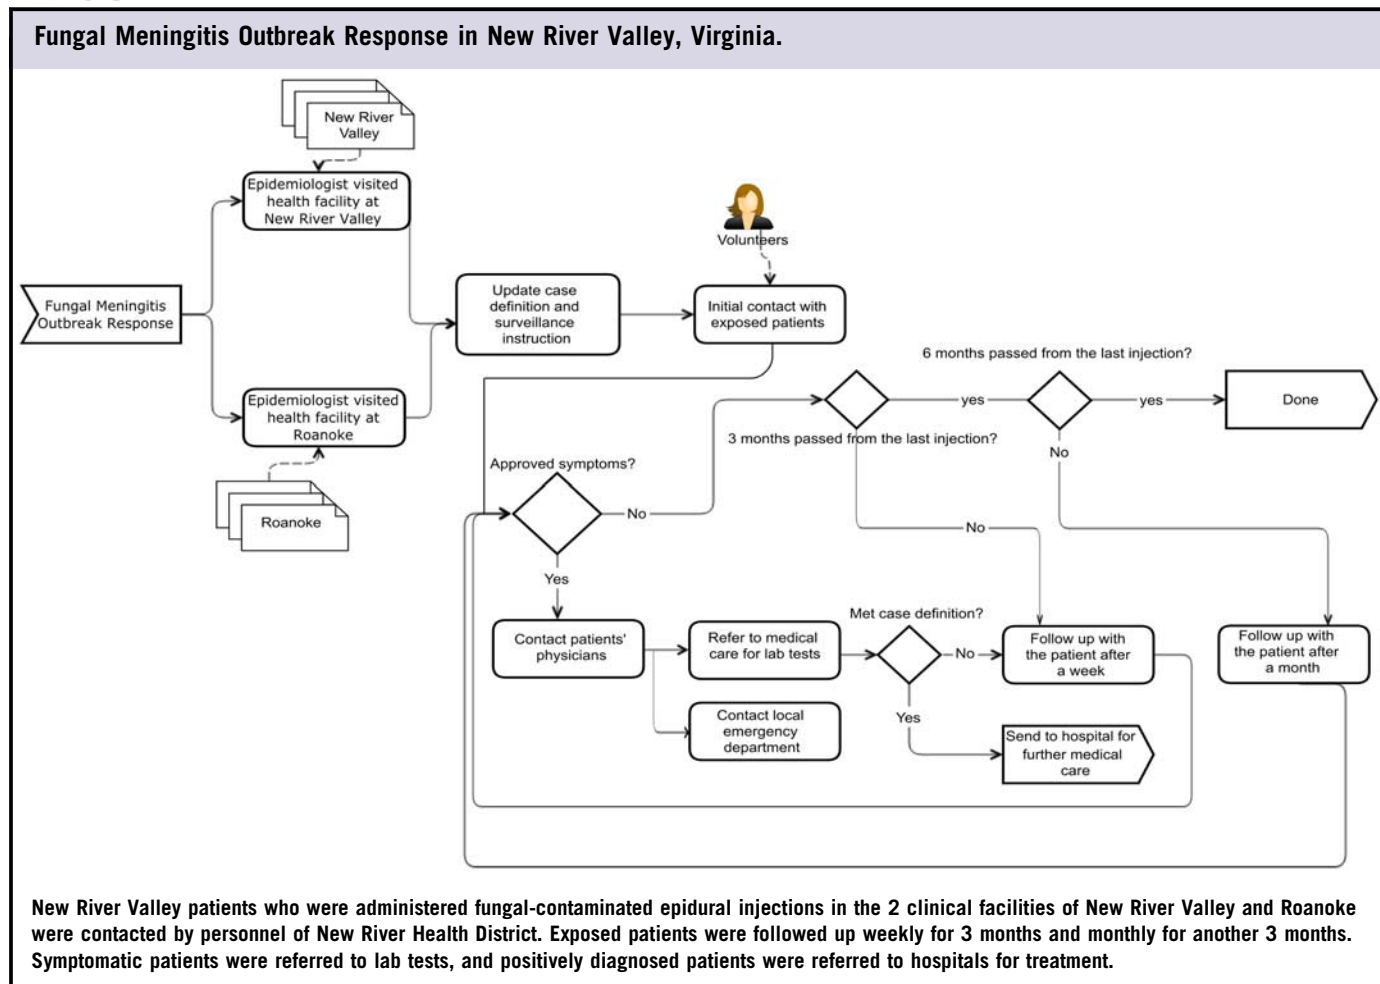 Fungal Meningitis Outbreak Response in New River Valley, Virginia.
New River
Valley
Epidemiologist visited
health facility at
New River Valley
Volunteers
Fungal Meningitis
Outbreak Response
Update case
definition and
surveillance
instruction
Initial contact with
exposed patients
6 months passed from the last injection?
Epidemiologist visited
health facility at
Roanoke
yes
yes
Done
3 months passed from the last injection?
No
Approved symptoms?
Roanoke
No
No
Yes
Met case definition?
Contact patients'
physicians
Refer to medical
care for lab tests
No
Follow up with
the patient after
a week
Follow up with
the patient after
a month
Contact local
emergency
department
Yes
Send to hospital for
further medical
care
New River Valley patients who were administered fungal-contaminated epidural injections in the 2 clinical facilities of New River Valley and Roanoke
were contacted by personnel of New River Health District. Exposed patients were followed up weekly for 3 months and monthly for another 3 months.
Symptomatic patients were referred to lab tests, and positively diagnosed patients were referred to hospitals for treatment.